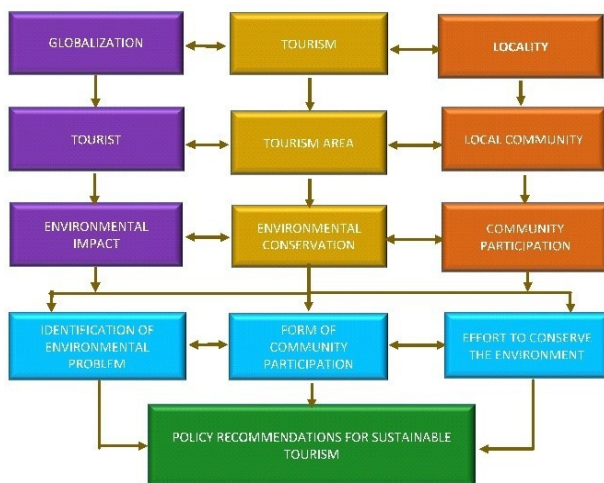 GLOBALIZATION
TOURISM
LOCALITY
TOURIST
TOURISM AREA
LOCAL COMMUNITY
ENVIRONMENTAL
IMPACT
ENVIRONMENTAL
CONSERVATION
COMMUNITY
PARTICIPATION
IDENTIFICATION OF
ENVIRONMENTAL
PROBLEM
FORM OF
COMMUNITY
PARTICIPATION
EFFORT TO CONSERVE
THE ENVIRONMENT
POLICY RECOMMENDATIONS FOR SUSTAINABLE
TOURISM